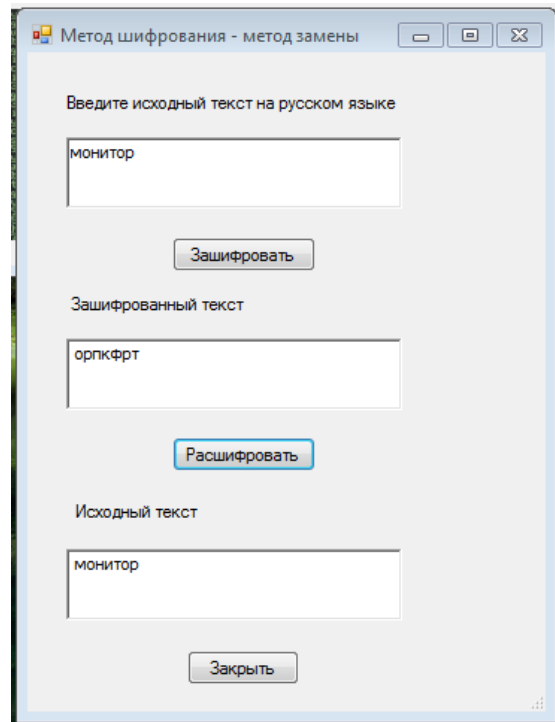 Метод шифрования - метод замены
Введите исходный текст на русском языке
монитор
Зашифровать
Зашифрованный текст
орпкфрт
Расшифровать
Исходный текст
монитор
Закрыть